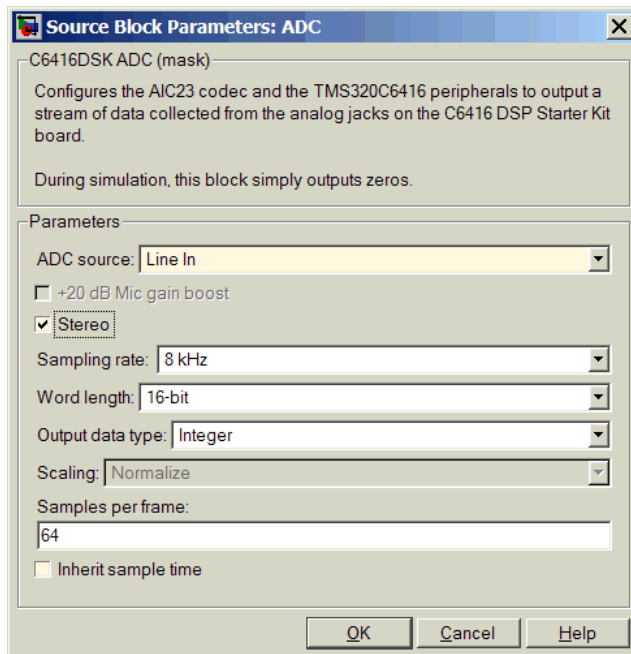 Source Block Parameters: ADC
C6416DSK ADC (mask)
Configures the AIC23 codec and the TMS320C6416 peripherals to output a
stream of data collected from the analog jacks on the C6416 DSP Starter Kit
board.
During simulation, this block simply outputs zeros.
Parameters
ADC source: Line In
+20 dB Mic gain boost
Stereo
Sampling rate: 8 kHz
Word length: 16-bit
Output data type: Integer
Scaling: Normalize
Samples per frame:
64
Inherit sample time
OK Cancel Help